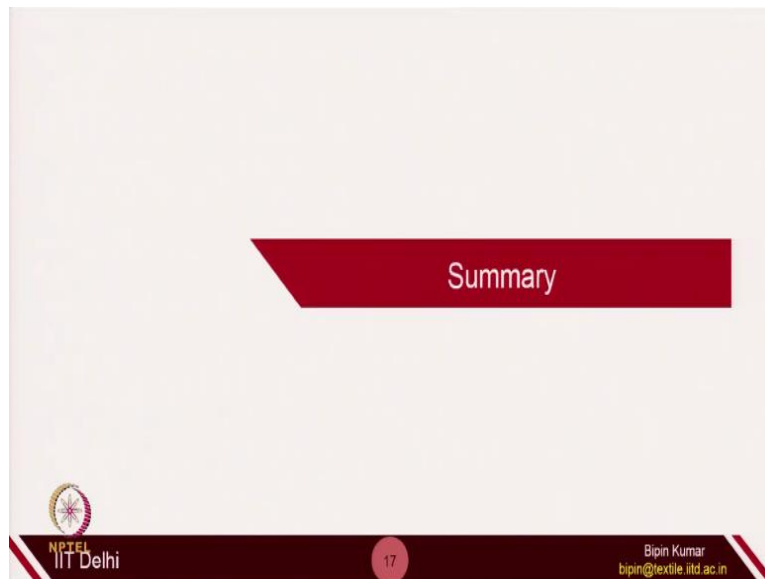 Summary
NPTEL
IIT Delhi
17
Bipin Kumar
bipin@textile.iitd.ac.in